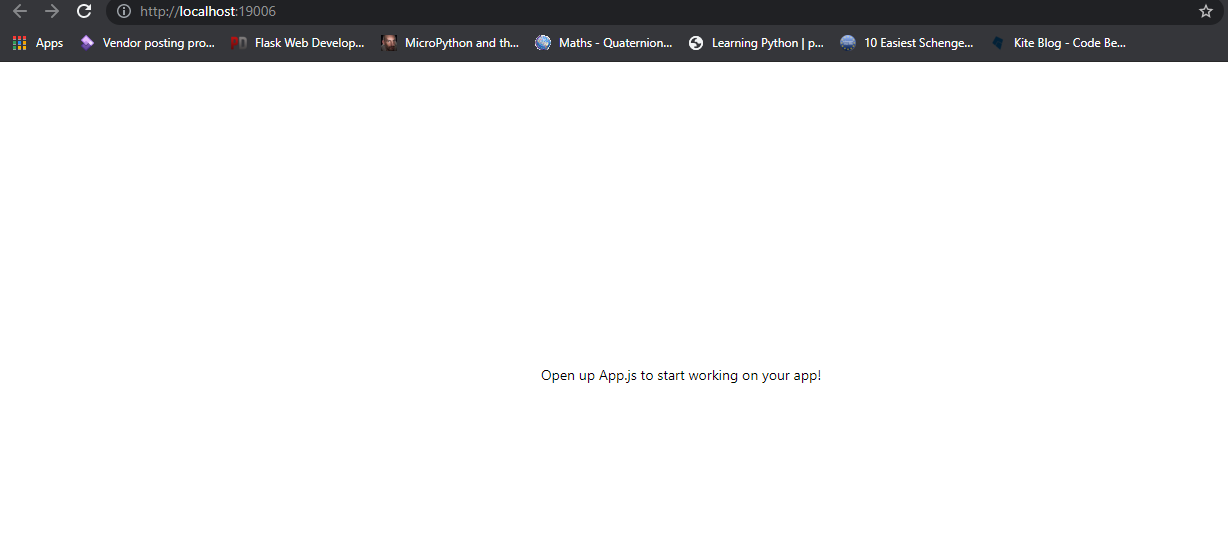 http://localhost:19006
Apps Vendor posting pro... Flask Web Develop... MicroPython and th... Maths - Quaternion... Learning Python | p... 10 Easiest Schenge... Kite Blog - Code Be...
Open up App.js to start working on your app!